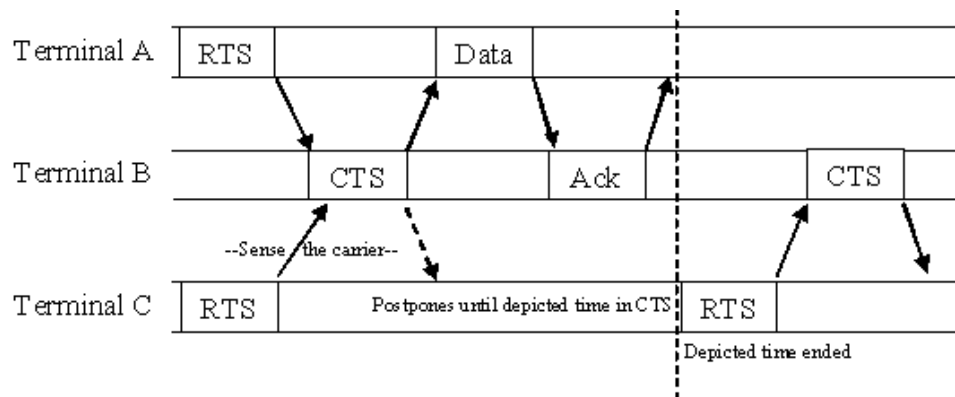 Terminal A
RTS
Data
Terminal B
CTS
Ack
CTS
--Sense the carrier--
Terminal C
RTS
Postpones until depicted time in CTS
RTS
Depicted time ended